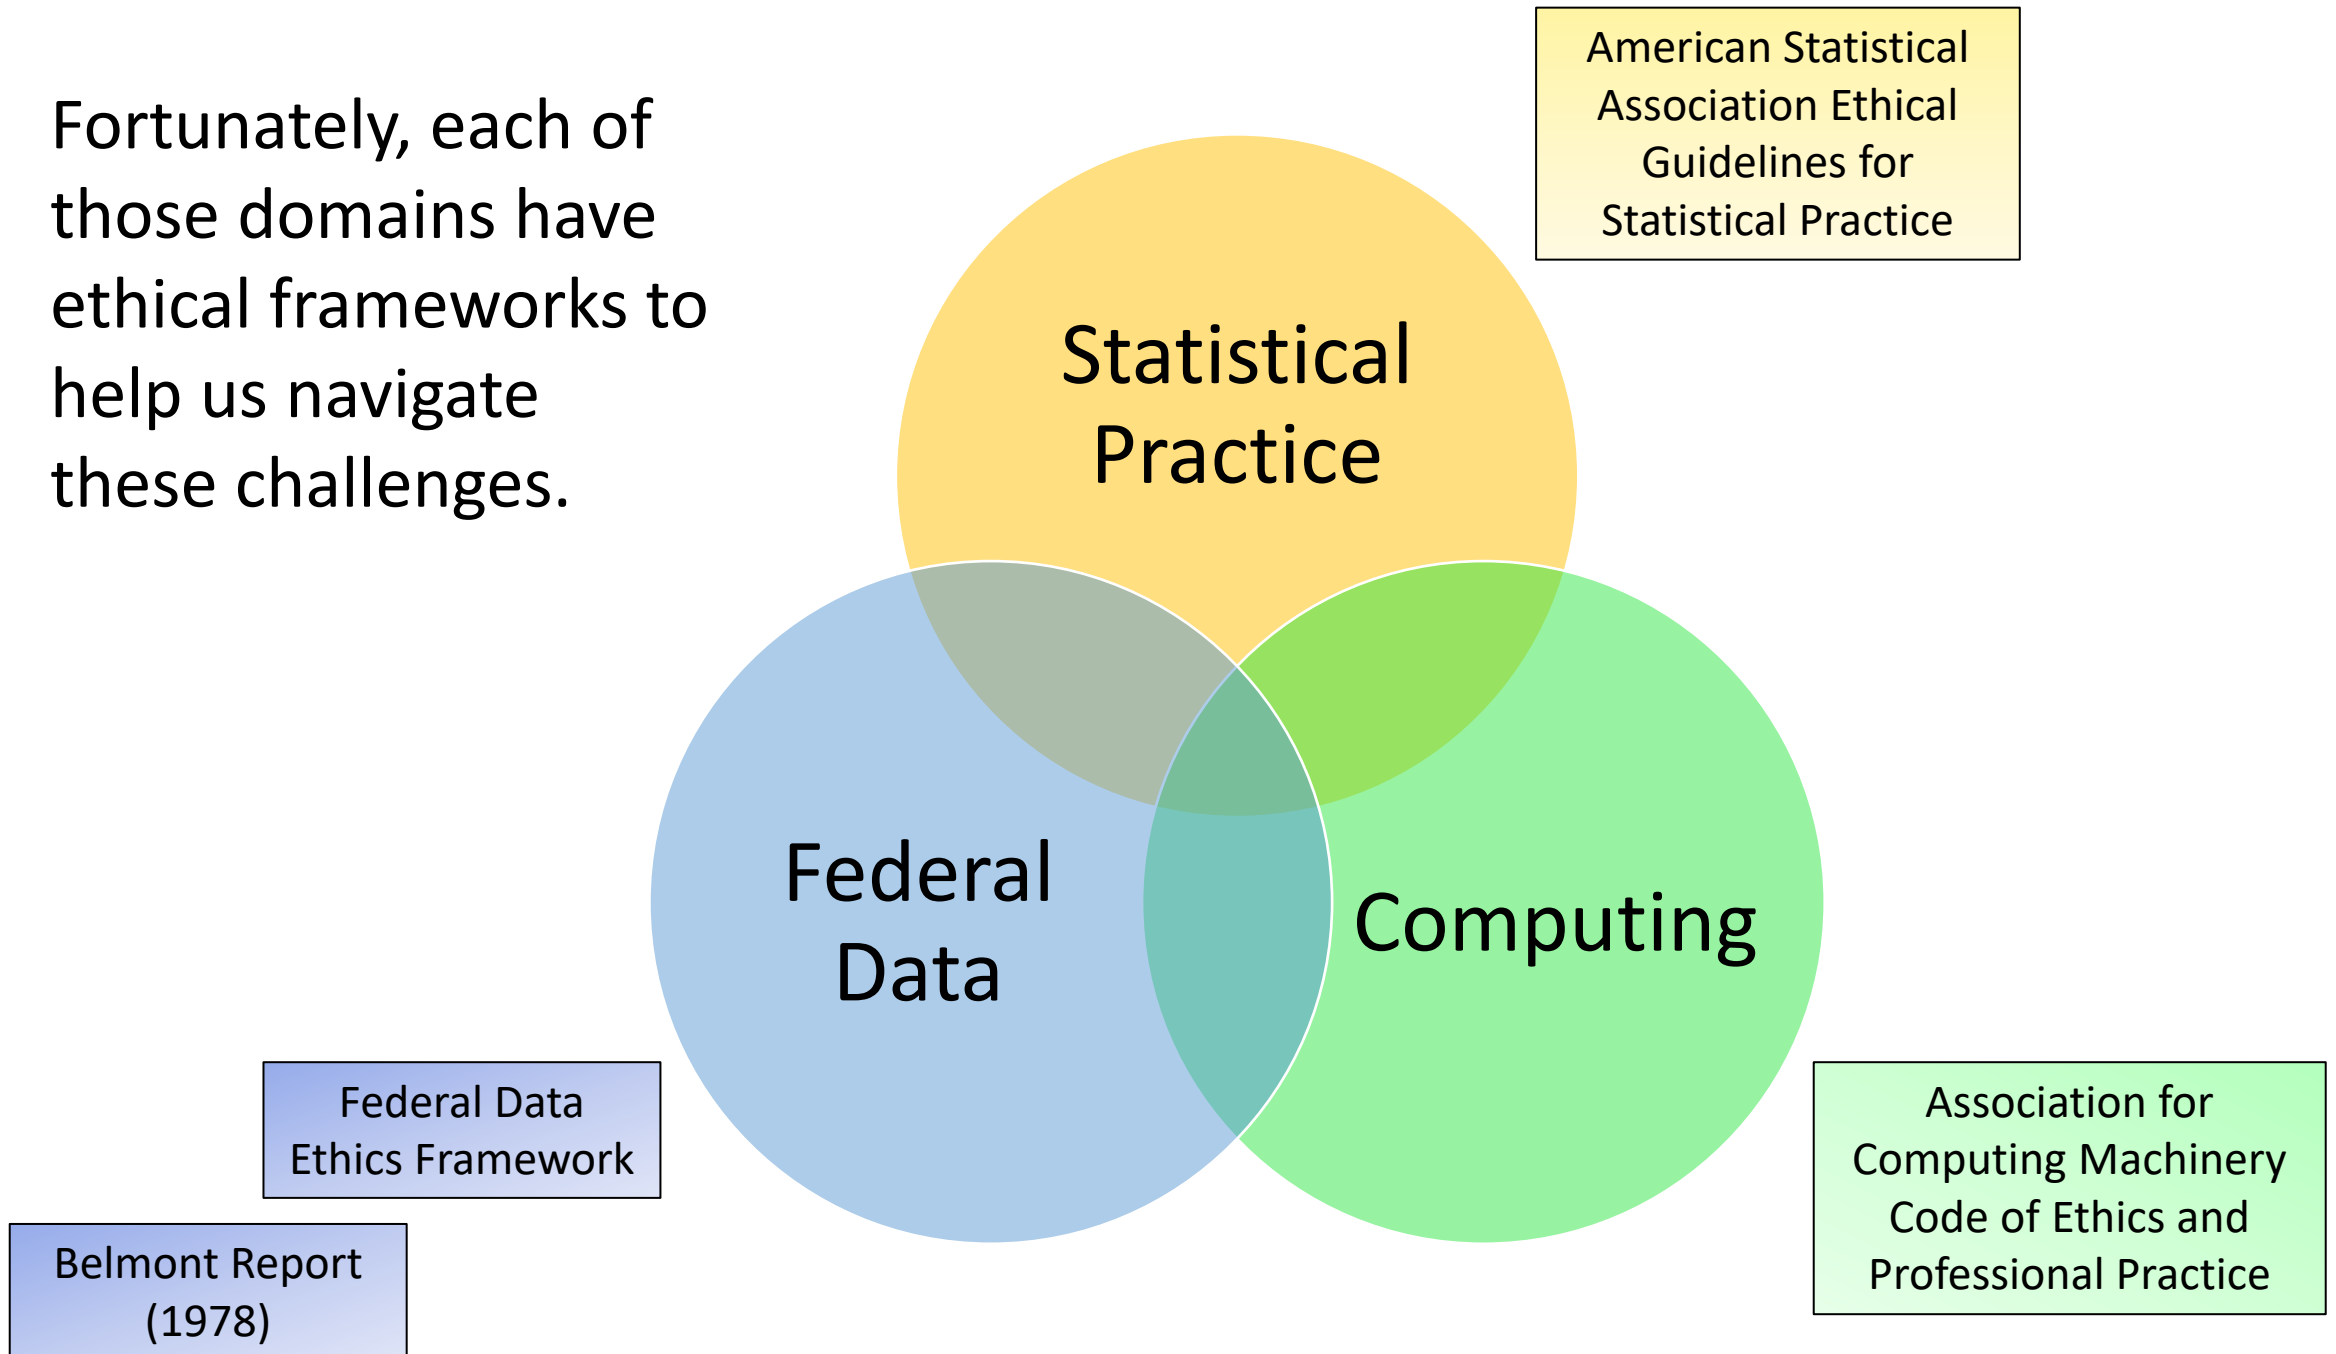 Fortunately, each of
those domains have
ethical frameworks to
help us navigate
these challenges.
American Statistical
Association Ethical
Guidelines for
Statistical Practice
Statistical
Practice
Federal
Data
Computing
Federal Data
Ethics Framework
Belmont Report
(1978)
Association for
Computing Machinery
Code of Ethics and
Professional Practice